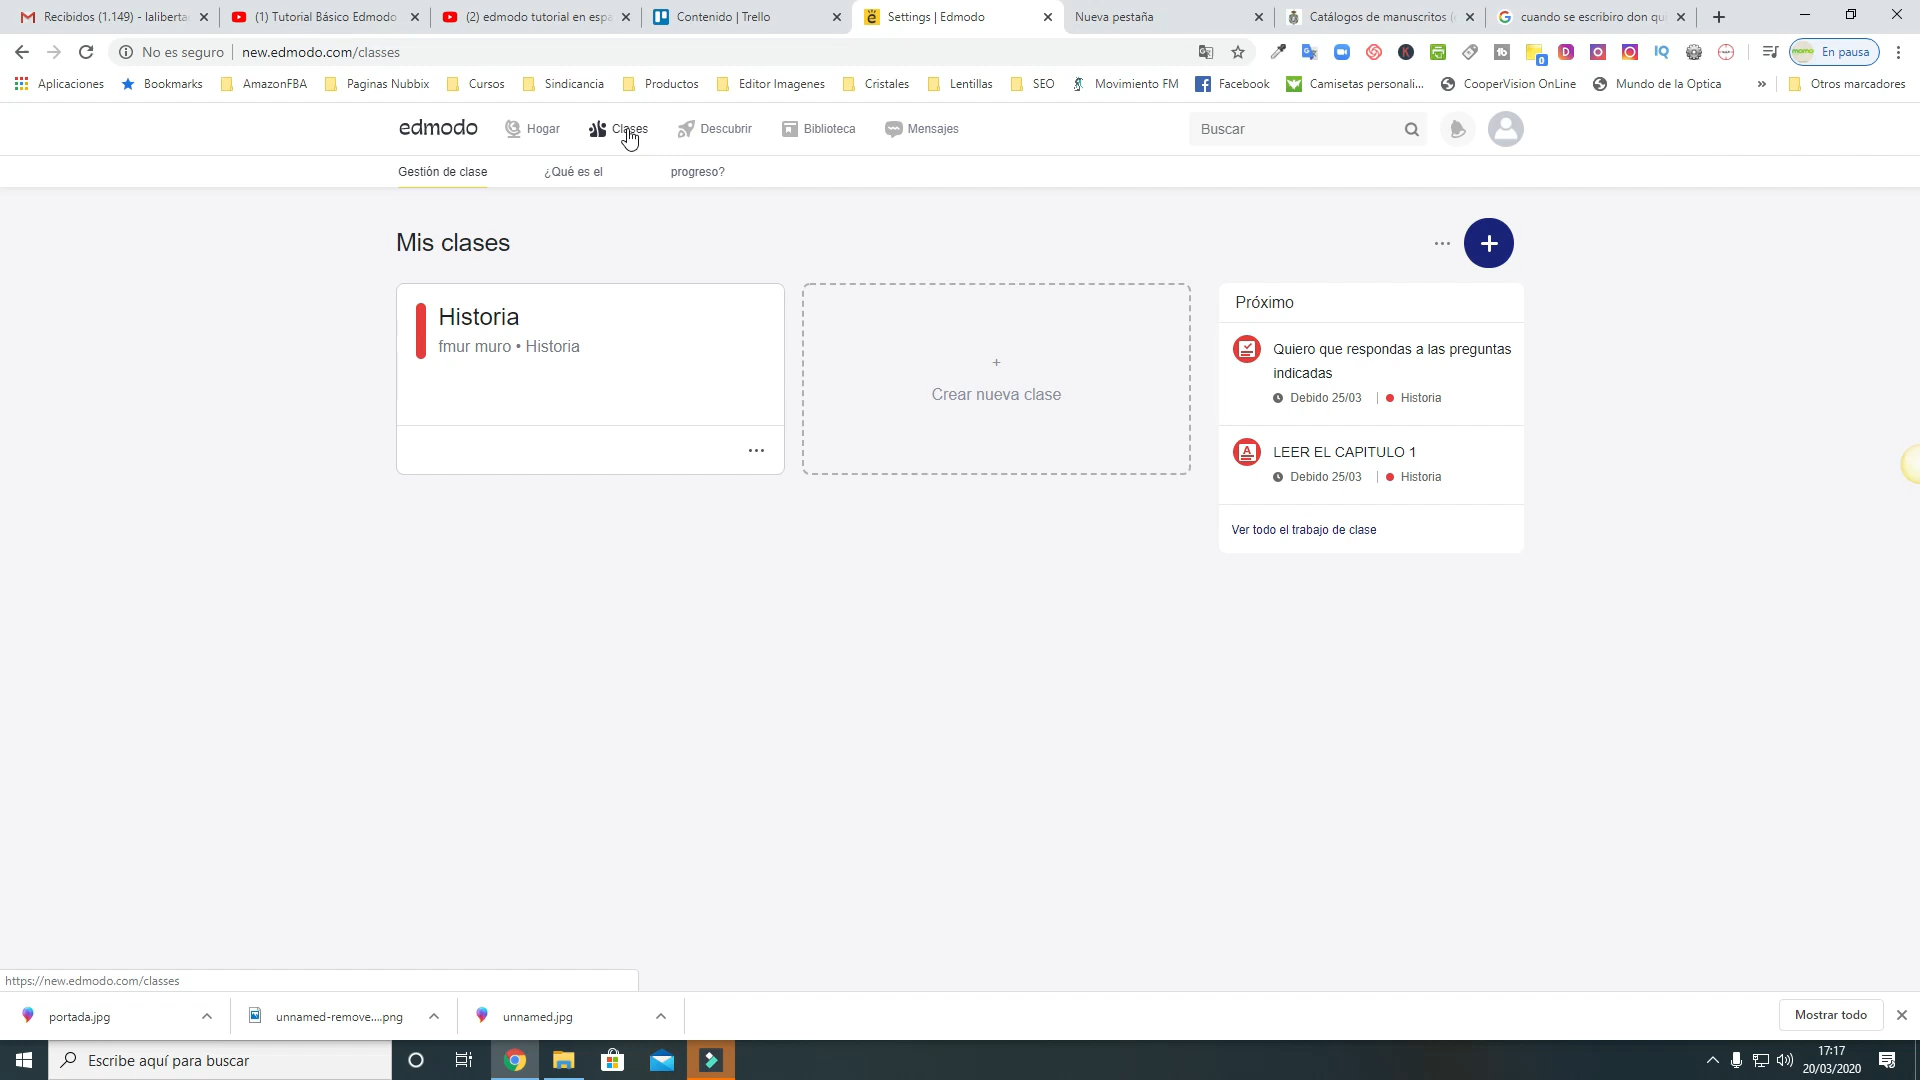 Recibidos (1.149) - laliberta
(1) Tutorial Básico Edmodo
(2) edmodo tutorial en espa
Contenido | Trello
Settings | Edmodo
Nueva pestaña
Catálogos de manuscritos (
cuando se escribiro don qui
No es seguro
new.edmodo.com/classes
En pausa
Aplicaciones
Bookmarks
AmazonFBA
Paginas Nubbix
Cursos
Sindicancia
Productos
Editor Imagenes
Cristales
Lentillas
SEO
Movimiento FM
Facebook
Camisetas personali...
CooperVision OnLine
Mundo de la Optica
»
Otros marcadores
edmodo
Hogar
Clases
Descubrir
Biblioteca
Mensajes
Buscar
Gestión de clase
¿Qué es el
progreso?
Mis clases
Historia
fmur muro • Historia
+
Crear nueva clase
Próximo
Quiero que respondas a las preguntas
indicadas
Debido 25/03
Historia
LEER EL CAPITULO 1
Debido 25/03
Historia
Ver todo el trabajo de clase
https://new.edmodo.com/classes
portada.jpg
unnamed-remove....png
unnamed.jpg
Mostrar todo
Escribe aquí para buscar
17:17
20/03/2020